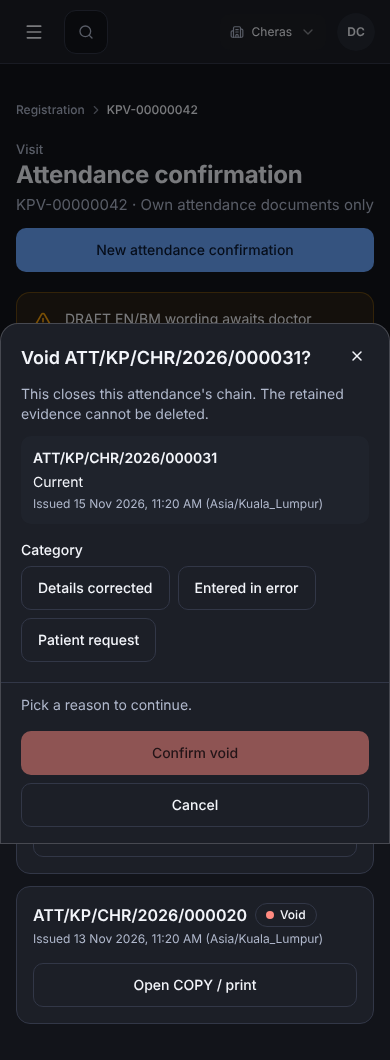 Cheras
DC
Registration > KPV-00000042
Visit
Attendance confirmation
KPV-00000042 · Own attendance documents only
New attendance confirmation
DRAFT EN/BM wording awaits doctor
Void ATT/KP/CHR/2026/000031?
This closes this attendance's chain. The retained
evidence cannot be deleted.
ATT/KP/CHR/2026/000031
Current
Issued 15 Nov 2026, 11:20 AM (Asia/Kuala_Lumpur)
Category
Details corrected
Entered in error
Patient request
Pick a reason to continue.
Confirm void
Cancel
ATT/KP/CHR/2026/000020
Void
Issued 13 Nov 2026, 11:20 AM (Asia/Kuala_Lumpur)
Open COPY / print